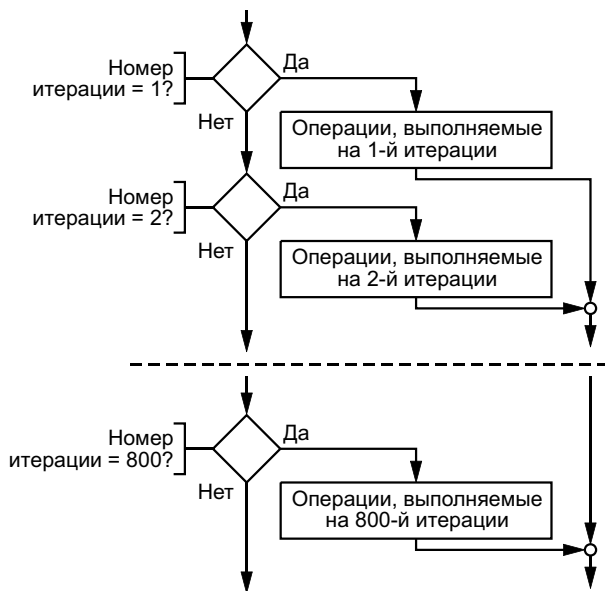 Номер
итерации = 1?
Да
Нет
Операции, выполняемые
на 1-й итерации
Номер
итерации = 2?
Да
Нет
Операции, выполняемые
на 2-й итерации
Номер
итерации = 800?
Да
Нет
Операции, выполняемые
на 800-й итерации